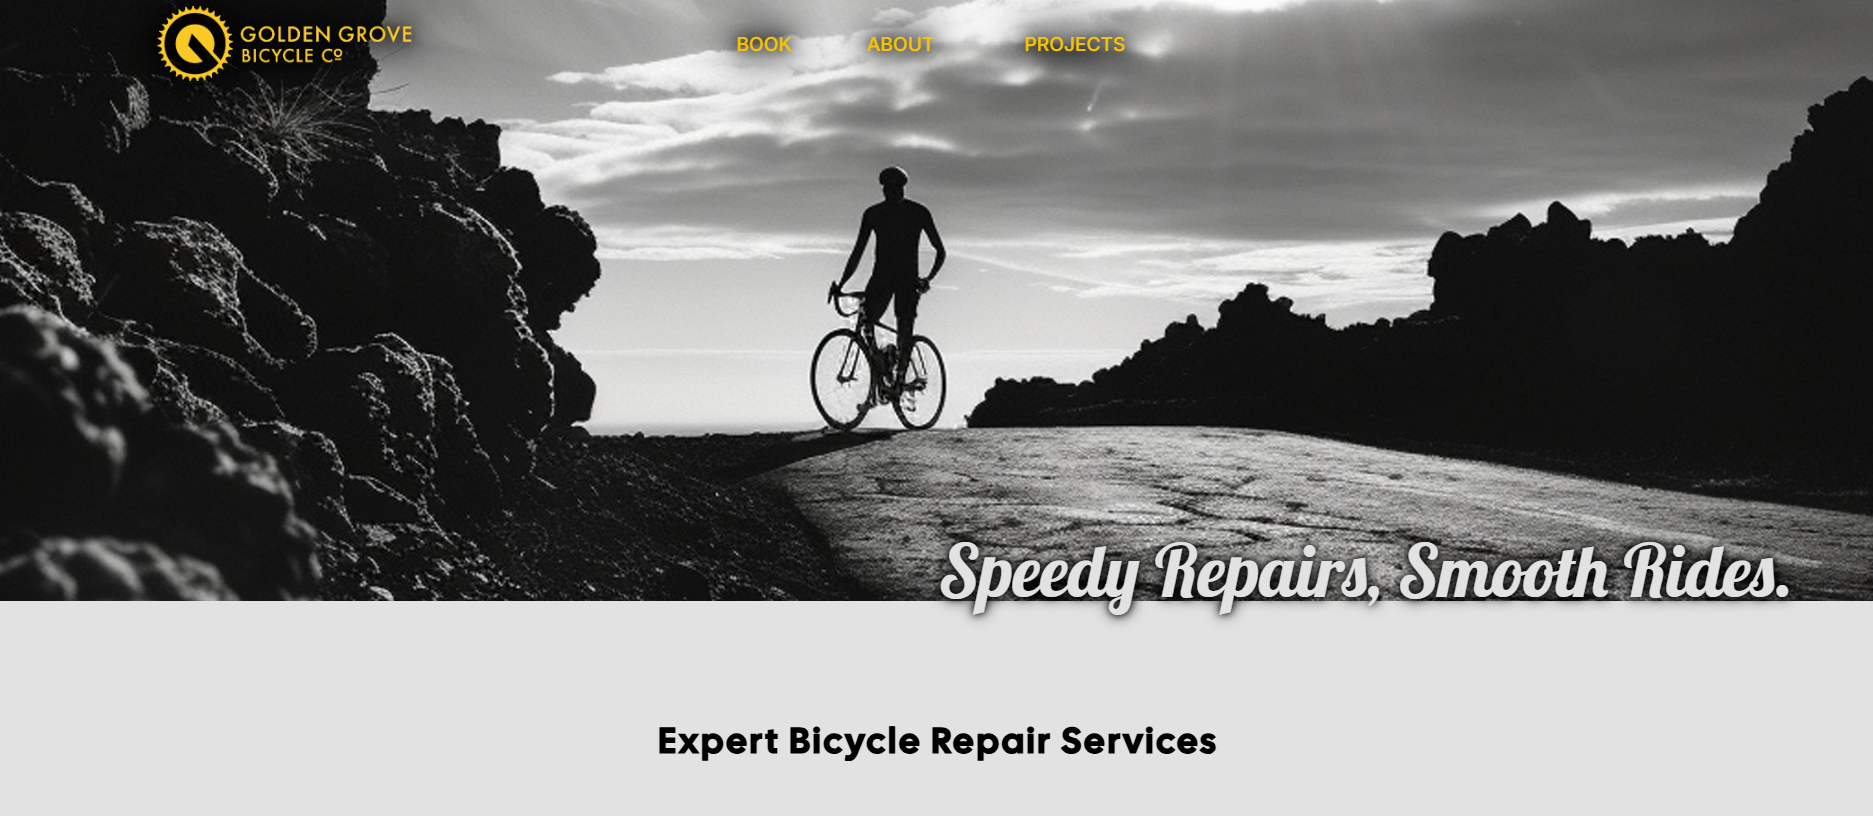 GOLDEN GROVE
BICYCLE Cº
BOOK
ABOUT
PROJECTS
Speedy Repairs, Smooth Rides.
Expert Bicycle Repair Services